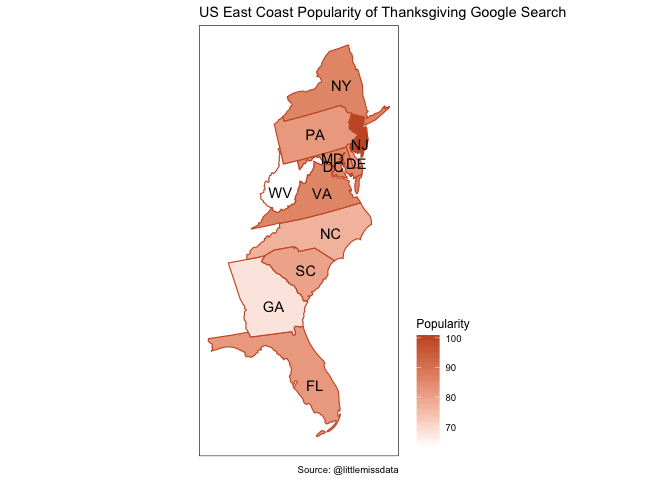 US East Coast Popularity of Thanksgiving Google Search
NY
PA
NJ
MD
DE
DC
WV
VA
NC
SC
GA
FL
Popularity
100
90
80
70
Source: @littlemissdata